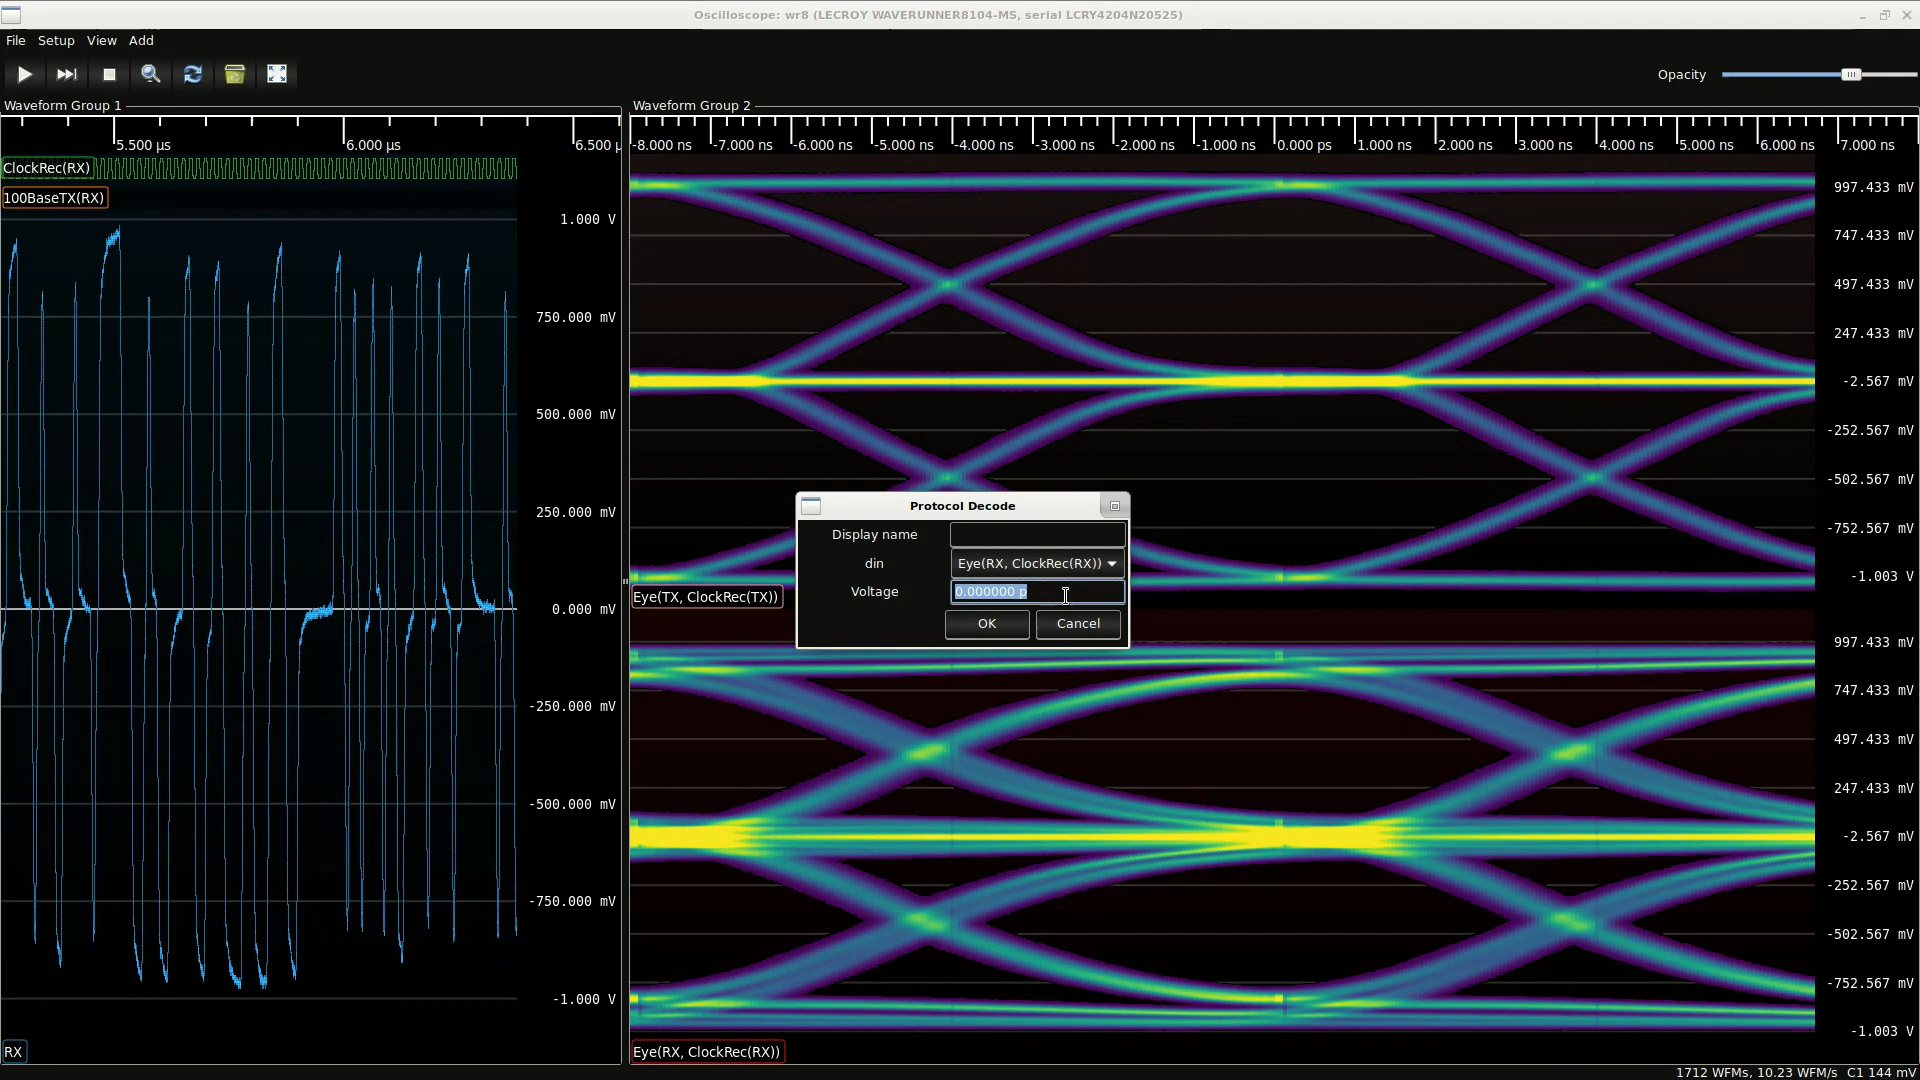 Oscilloscope: wr8 (LECROY WAVERUNNER8104-MS, serial LCRY4204N20525)
File Setup View Add
Opacity
Waveform Group 1
5.500 µs 6.000 µs 6.500 µ
ClockRec(RX)
100BaseTX(RX)
1.000 V
750.000 mV
500.000 mV
250.000 mV
0.000 mV
-250.000 mV
-500.000 mV
-750.000 mV
-1.000 V
RX
Waveform Group 2
-8.000 ns -7.000 ns -6.000 ns -5.000 ns -4.000 ns -3.000 ns -2.000 ns -1.000 ns 0.000 ps 1.000 ns 2.000 ns 3.000 ns 4.000 ns 5.000 ns 6.000 ns 7.000 ns
997.433 mV
747.433 mV
497.433 mV
247.433 mV
-2.567 mV
-252.567 mV
-502.567 mV
-752.567 mV
-1.003 V
Eye(TX, ClockRec(TX))
Protocol Decode
Display name
din Eye(RX, ClockRec(RX))
Voltage 0.000000 p
OK Cancel
997.433 mV
747.433 mV
497.433 mV
247.433 mV
-2.567 mV
-252.567 mV
-502.567 mV
-752.567 mV
-1.003 V
Eye(RX, ClockRec(RX))
1712 WFMs, 10.23 WFM/s C1 144 mV